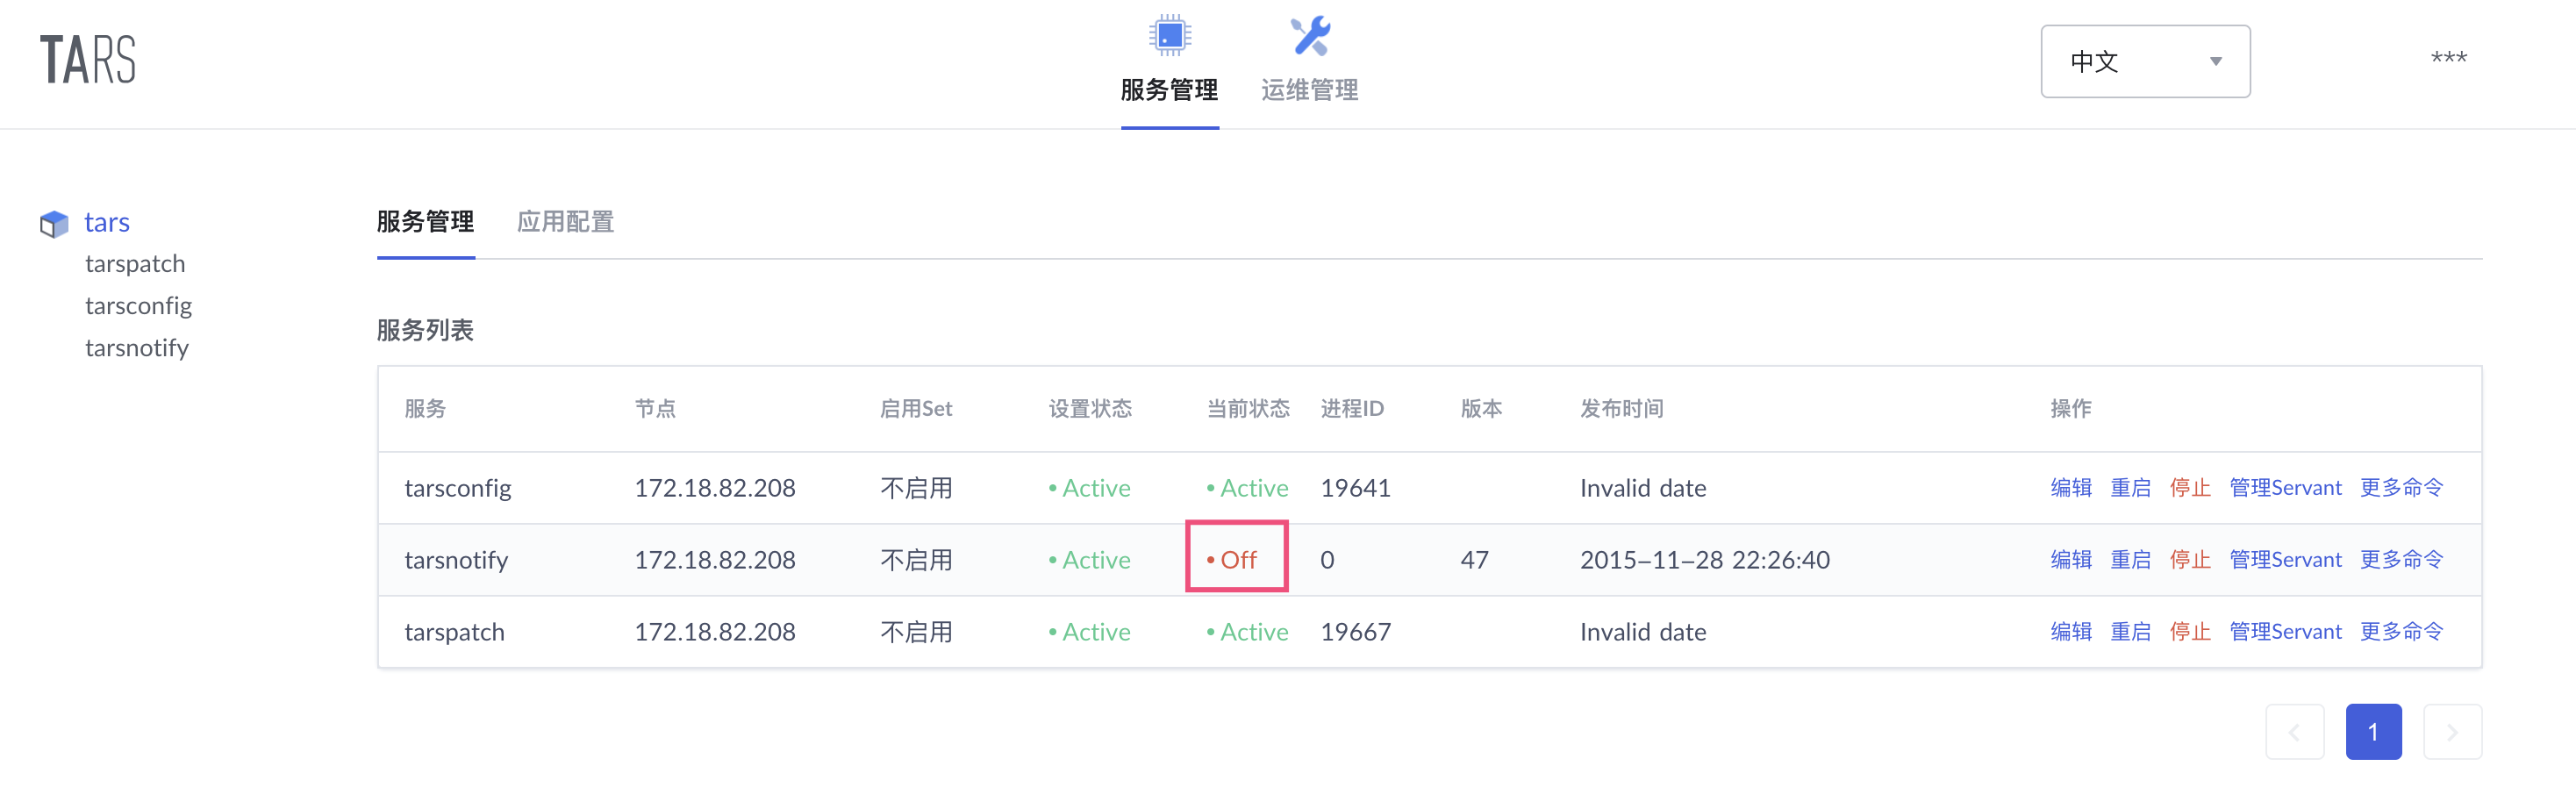 TARS
服务管理 运维管理
中文
***
tars
tarspatch
tarsconfig
tarsnotify
服务管理 应用配置
服务列表
服务 节点 启用Set 设置状态 当前状态 进程ID 版本 发布时间 操作
tarsconfig 172.18.82.208 不启用 • Active • Active 19641 Invalid date 编辑 重启 停止 管理Servant 更多命令
tarsnotify 172.18.82.208 不启用 • Active • Off 0 47 2015-11-28 22:26:40 编辑 重启 停止 管理Servant 更多命令
tarspatch 172.18.82.208 不启用 • Active • Active 19667 Invalid date 编辑 重启 停止 管理Servant 更多命令
< 1 >